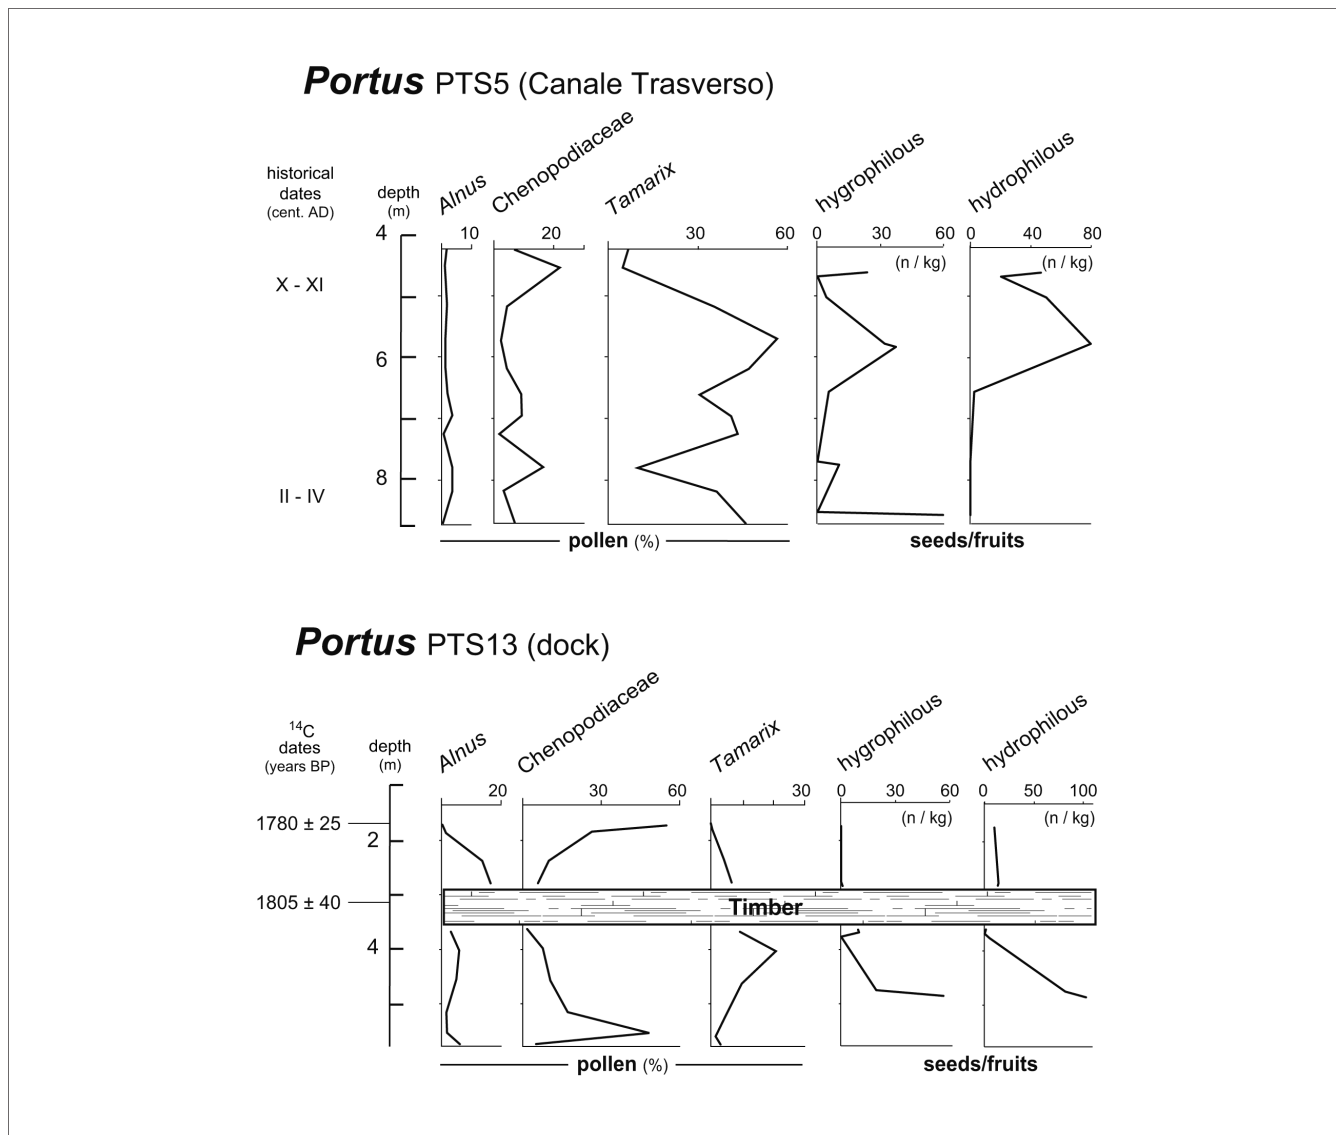 Portus PTS5 (Canale Trasverso)
historical
dates
(cent. AD)
depth
(m)
Alnus
Chenopodiaceae
Tamarix
hygrophilous
hydrophilous
10
20
30 60
0 30 60
0 40 80
(n / kg)
(n / kg)
4
X - XI
6
8
II - IV
pollen (%)
seeds/fruits
Portus PTS13 (dock)
14C
dates
(years BP)
depth
(m)
Alnus
Chenopodiaceae
Tamarix
hygrophilous
hydrophilous
20
30 60
30
0 30 60
0 50 100
(n / kg)
(n / kg)
1780 ± 25
2
1805 ± 40
Timber
4
pollen (%)
seeds/fruits